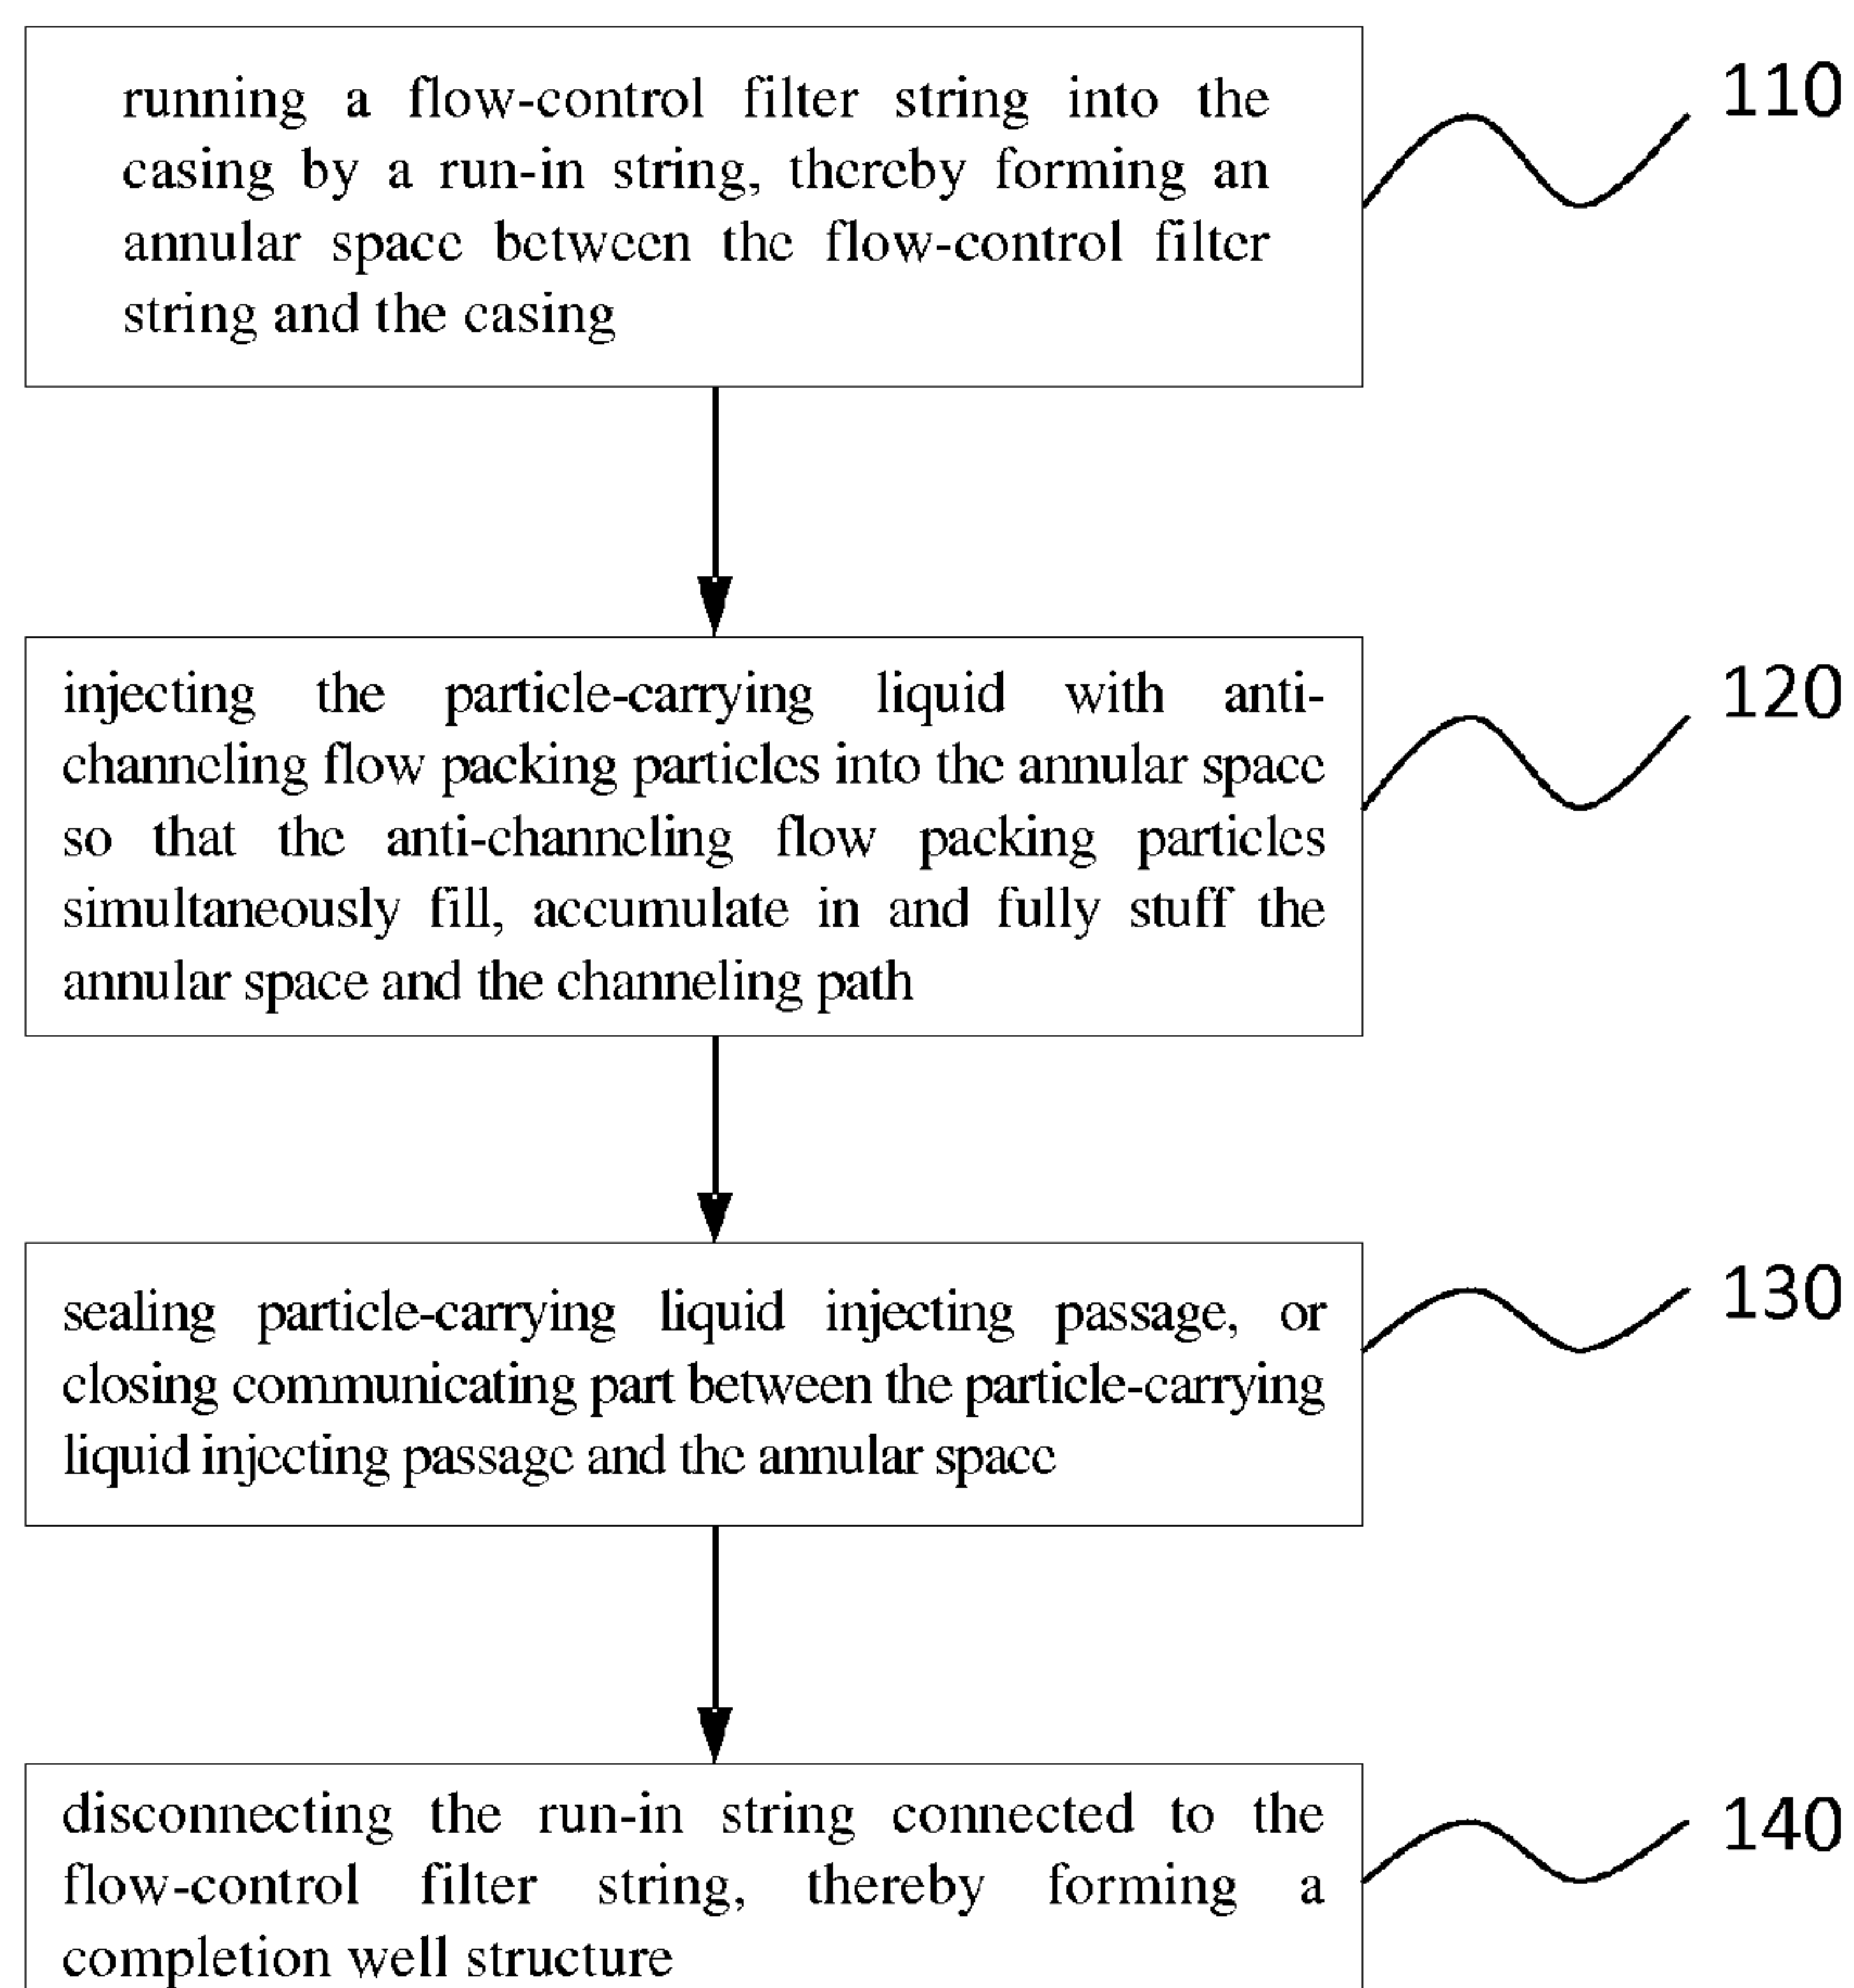 running a flow-control filter string into the
casing by a run-in string, thereby forming an
annular space between the flow-control filter
string and the casing
110
injecting the particle-carrying liquid with anti-
channeling flow packing particles into the annular space
so that the anti-channeling flow packing particles
simultaneously fill, accumulate in and fully stuff the
annular space and the channeling path
120
sealing particle-carrying liquid injecting passage, or
closing communicating part between the particle-carrying
liquid injecting passage and the annular space
130
disconnecting the run-in string connected to the
flow-control filter string, thereby forming a
completion well structure
140